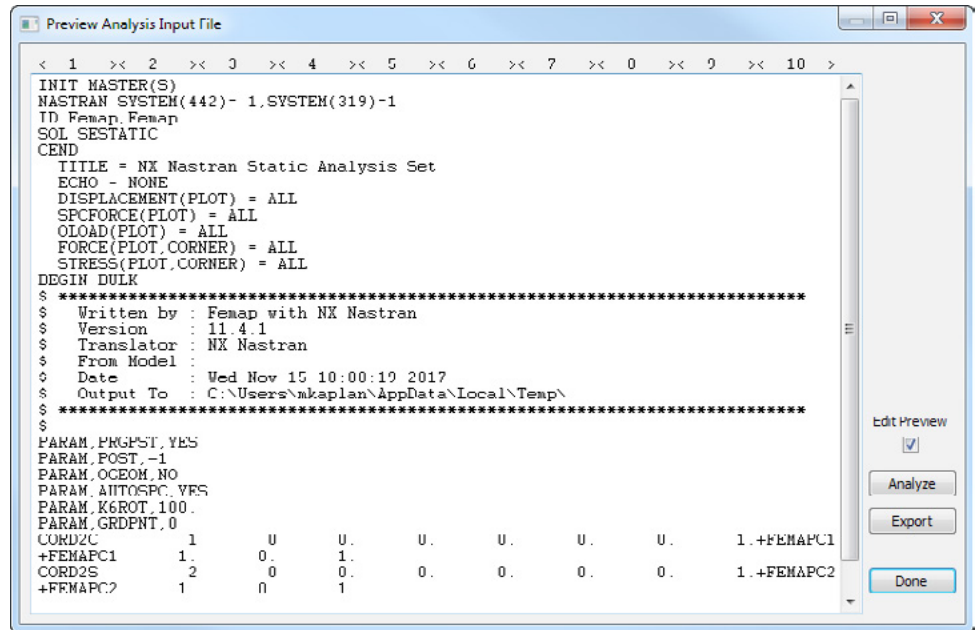 Preview Analysis Input File
< 1 >< 2 >< 3 >< 4 >< 5 >< 6 >< 7 >< 8 >< 9 >< 10 >
INIT MASTER(S)
NASTRAN SYSTEM(442)=-1,SYSTEM(319)=1
ID Femap,Femap
SOL SESTATIC
CEND
TITLE = NX Nastran Static Analysis Set
ECHO = NONE
DISPLACEMENT(PLOT) = ALL
SPCFORCE(PLOT) = ALL
OLOAD(PLOT) = ALL
FORCE(PLOT,CORNER) = ALL
STRESS(PLOT,CORNER) = ALL
BEGIN BULK
$ ***************************************************************************
$ Written by : Femap with NX Nastran
$ Version : 11.4.1
$ Translator : NX Nastran
$ From Model :
$ Date : Wed Nov 15 10:00:19 2017
$ Output To : C:\Users\mkaplan\AppData\Local\Temp\
$ ***************************************************************************
$
PARAM,PRGPST,YES
PARAM,POST,-1
PARAM,OGEOM,NO
PARAM,AUTOSPC,YES
PARAM,K6ROT,100.
PARAM,GRDPNT,0
CORD2C 1 0 0. 0. 0. 0. 0. 1.+FEMAPC1
+FEMAPC1 1. 0. 1.
CORD2S 2 0 0. 0. 0. 0. 0. 1.+FEMAPC2
+FEMAPC2 1. 0. 1.
Edit Preview
Analyze
Export
Done